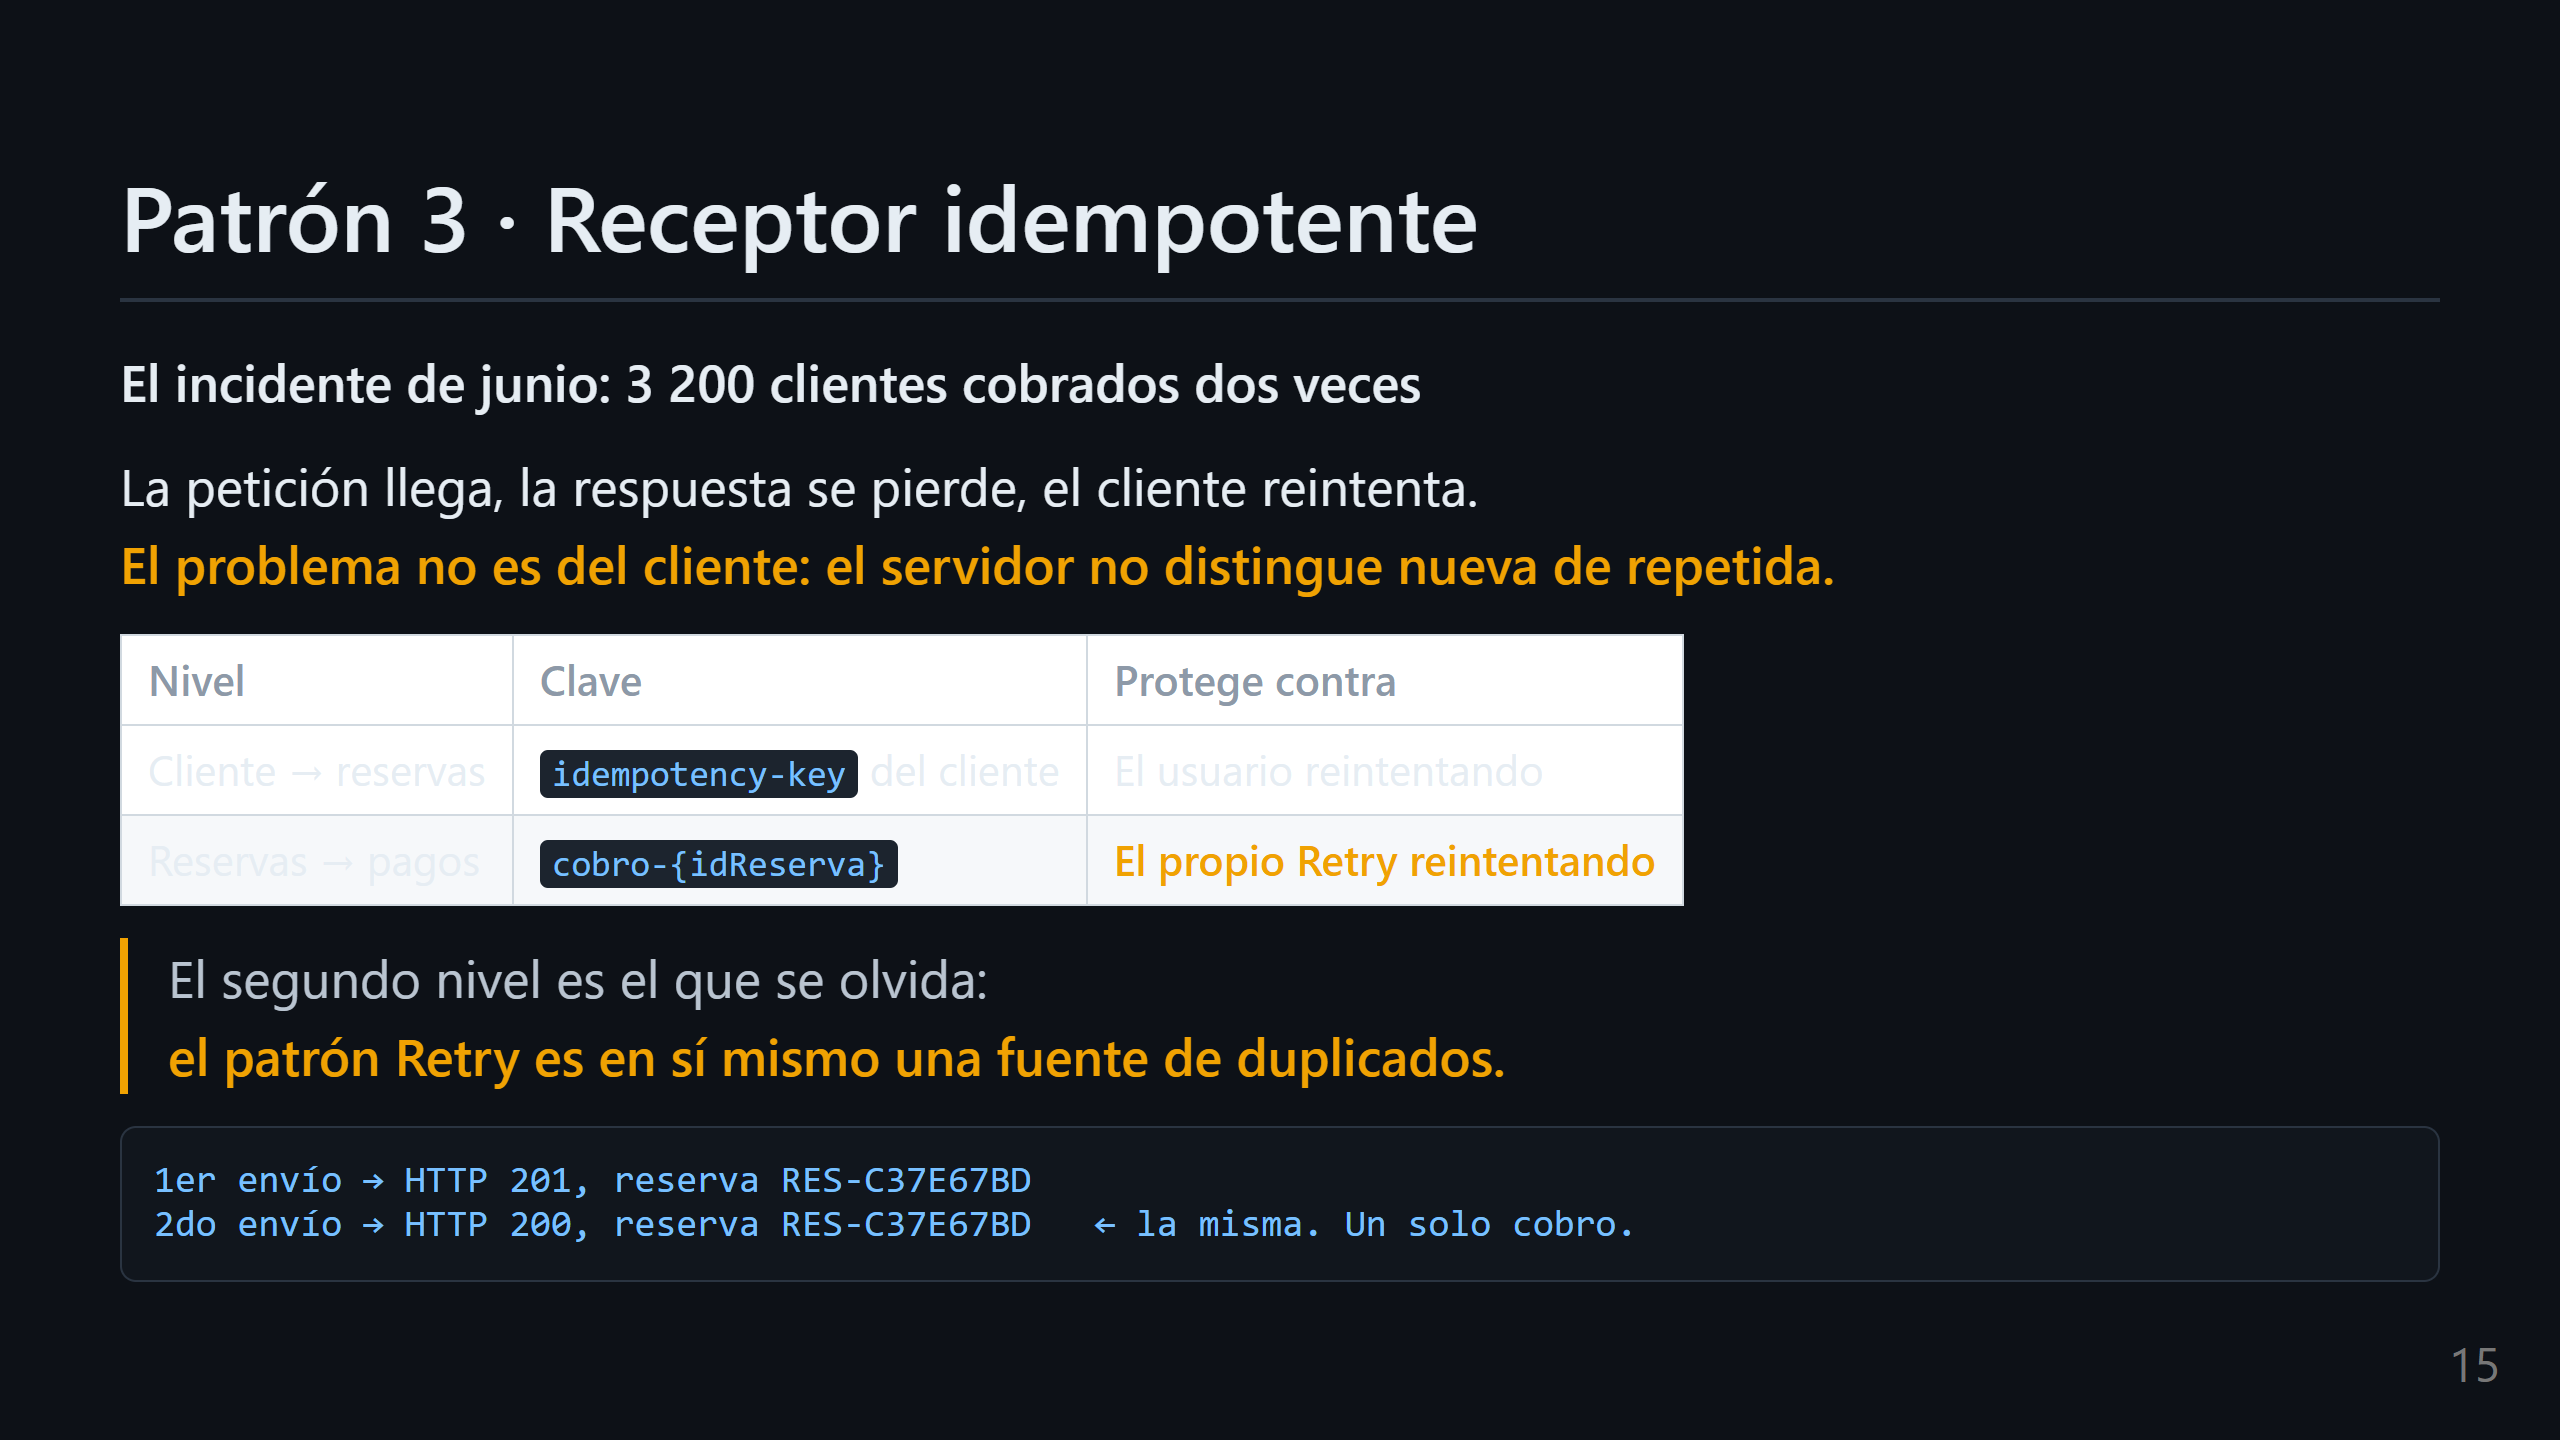 Patrón 3 · Receptor idempotente
El incidente de junio: 3 200 clientes cobrados dos veces
La petición llega, la respuesta se pierde, el cliente reintenta.
El problema no es del cliente: el servidor no distingue nueva de repetida.
Nivel Clave Protege contra
Cliente → reservas idempotency-key del cliente El usuario reintentando
Reservas → pagos cobro-{idReserva} El propio Retry reintentando
El segundo nivel es el que se olvida:
el patrón Retry es en sí mismo una fuente de duplicados.
1er envío → HTTP 201, reserva RES-C37E67BD
2do envío → HTTP 200, reserva RES-C37E67BD ← la misma. Un solo cobro.
15